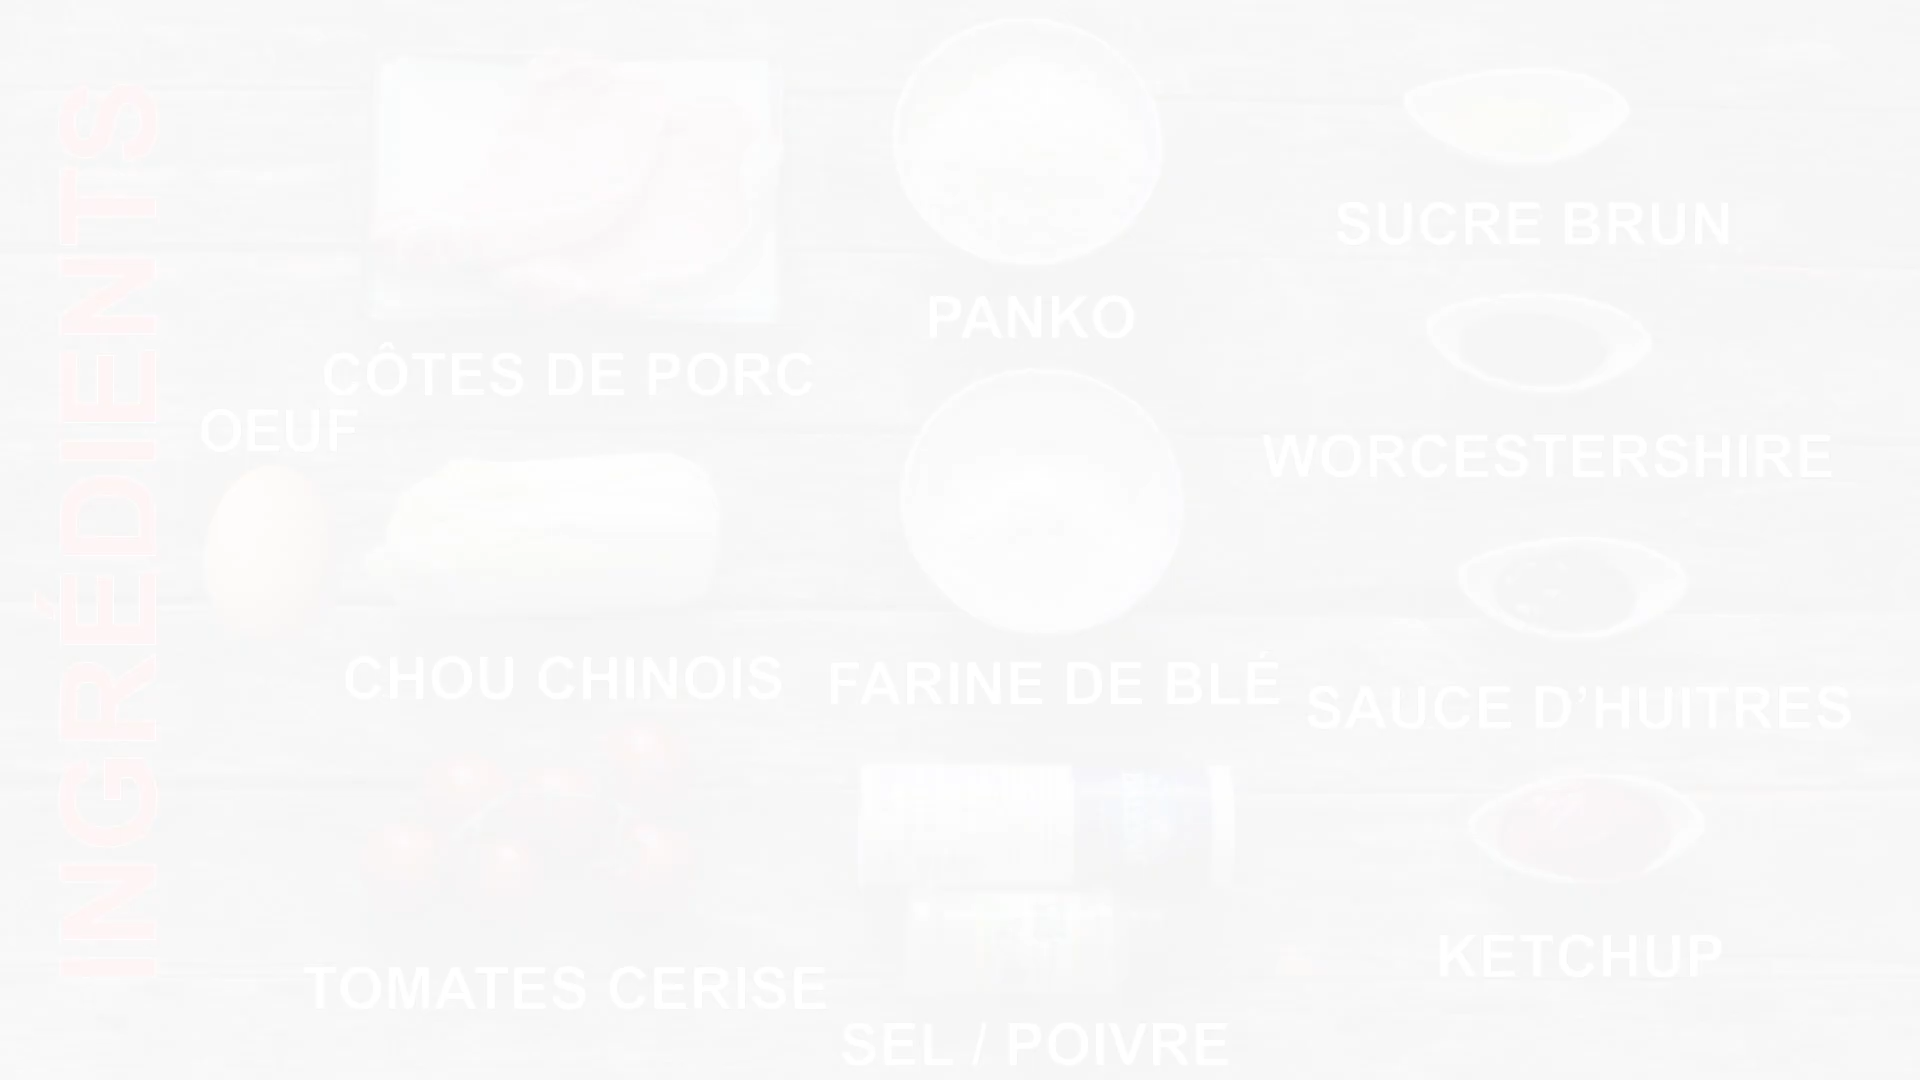 INGRÉDIENTS
CÔTES DE PORC
PANKO
SUCRE BRUN
OEUF
WORCESTERSHIRE
CHOU CHINOIS
FARINE DE BLÉ
SAUCE D’HUITRES
TOMATES CERISE
SEL / POIVRE
KETCHUP